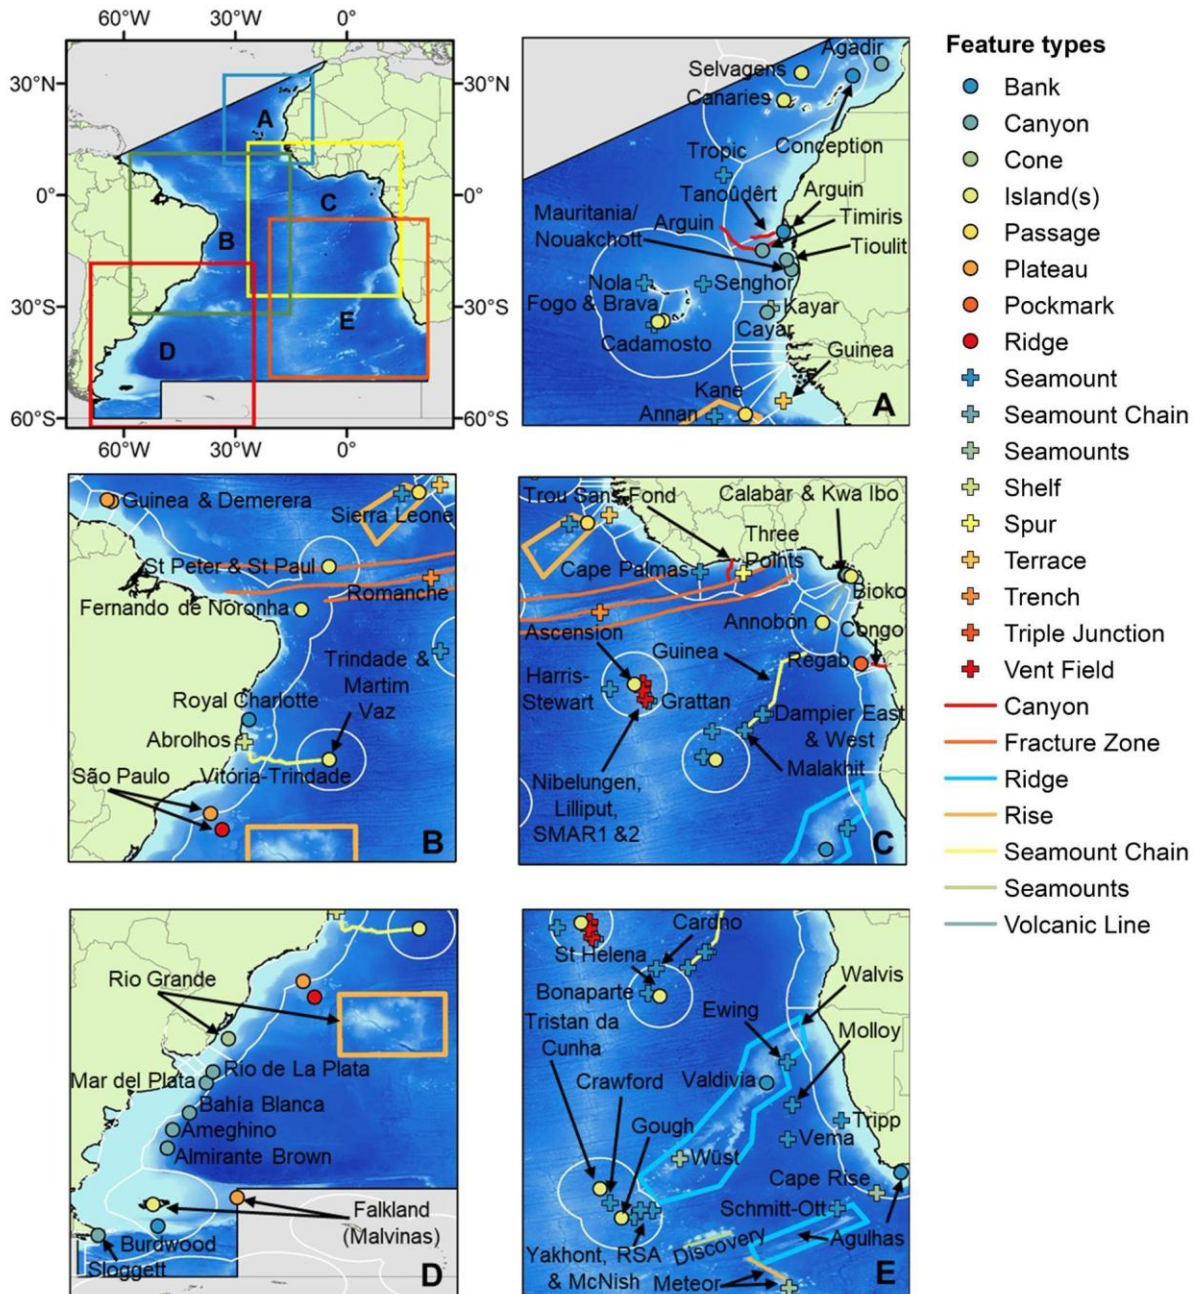 60°W 30°W 0°
30°N 30°N
0° 0°
30°S 30°S
60°S 60°S
60°W 30°W 0°
A
B
C
D
E
Agadir
Selvagens
Canaries
Conception
Tropic
Tanoûdêrt
Arguin
Mauritania/
Nouakchott
Arguin
Timiris
Tioulit
Nola
Senghor
Fogo & Brava
Kayar
Cayar
Cadamosto
Guinea
Kane
Annan
A
Feature types
Bank
Canyon
Cone
Island(s)
Passage
Plateau
Pockmark
Ridge
Seamount
Seamount Chain
Seamounts
Shelf
Spur
Terrace
Trench
Triple Junction
Vent Field
Canyon
Fracture Zone
Ridge
Rise
Seamount Chain
Seamounts
Volcanic Line
Guinea & Demerera
Sierra Leone
St Peter & St Paul
Romanche
Fernando de Noronha
Trindade &
Martim
Vaz
Royal Charlotte
Abrolhos
Vitória-Trindade
São Paulo
B
Trou Sans Fond
Calabar & Kwa Ibo
Three
Points
Cape Palmas
Bioko
Ascension
Annobón
Congo
Guinea
Regab
Harris-
Stewart
Grattan
Dampier East
& West
Malakhit
Nibelungen,
Lilliput,
SMAR1 &2
C
Rio Grande
Rio de La Plata
Mar del Plata
Bahía Blanca
Ameghino
Almirante Brown
Falkland
(Malvinas)
Burdwood
Sloggett
D
Cardno
St Helena
Bonaparte
Walvis
Ewing
Tristan da
Cunha
Molloy
Crawford
Valdivia
Gough
Tripp
Vema
Wüst
Cape Rise
Schmitt-Ott
Agulhas
Discovery
Yakhont, RSA
& McNish
Meteor
E